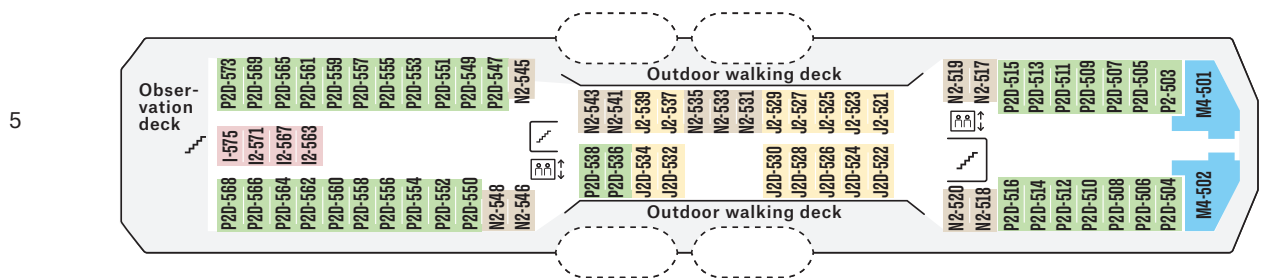 5
Obser-
vation
deck
P2D-573
P2D-569
P2D-565
P2D-561
P2D-559
P2D-557
P2D-555
P2D-553
P2D-551
P2D-549
P2D-547
N2-545
I-575
I2-571
I2-567
I2-563
P2D-568
P2D-566
P2D-564
P2D-562
P2D-560
P2D-558
P2D-556
P2D-554
P2D-552
P2D-550
N2-548
N2-546
Outdoor walking deck
N2-543
N2-541
J2-539
J2-537
N2-535
N2-533
N2-531
J2-529
J2-527
J2-525
J2-523
J2-521
P2D-538
P2D-536
J2D-534
J2D-532
J2D-530
J2D-528
J2D-526
J2D-524
J2D-522
Outdoor walking deck
N2-519
N2-517
P2D-515
P2D-513
P2D-511
P2D-509
P2D-507
P2D-505
P2-503
M4-501
N2-520
N2-518
P2D-516
P2D-514
P2D-512
P2D-510
P2D-508
P2D-506
P2D-504
M4-502